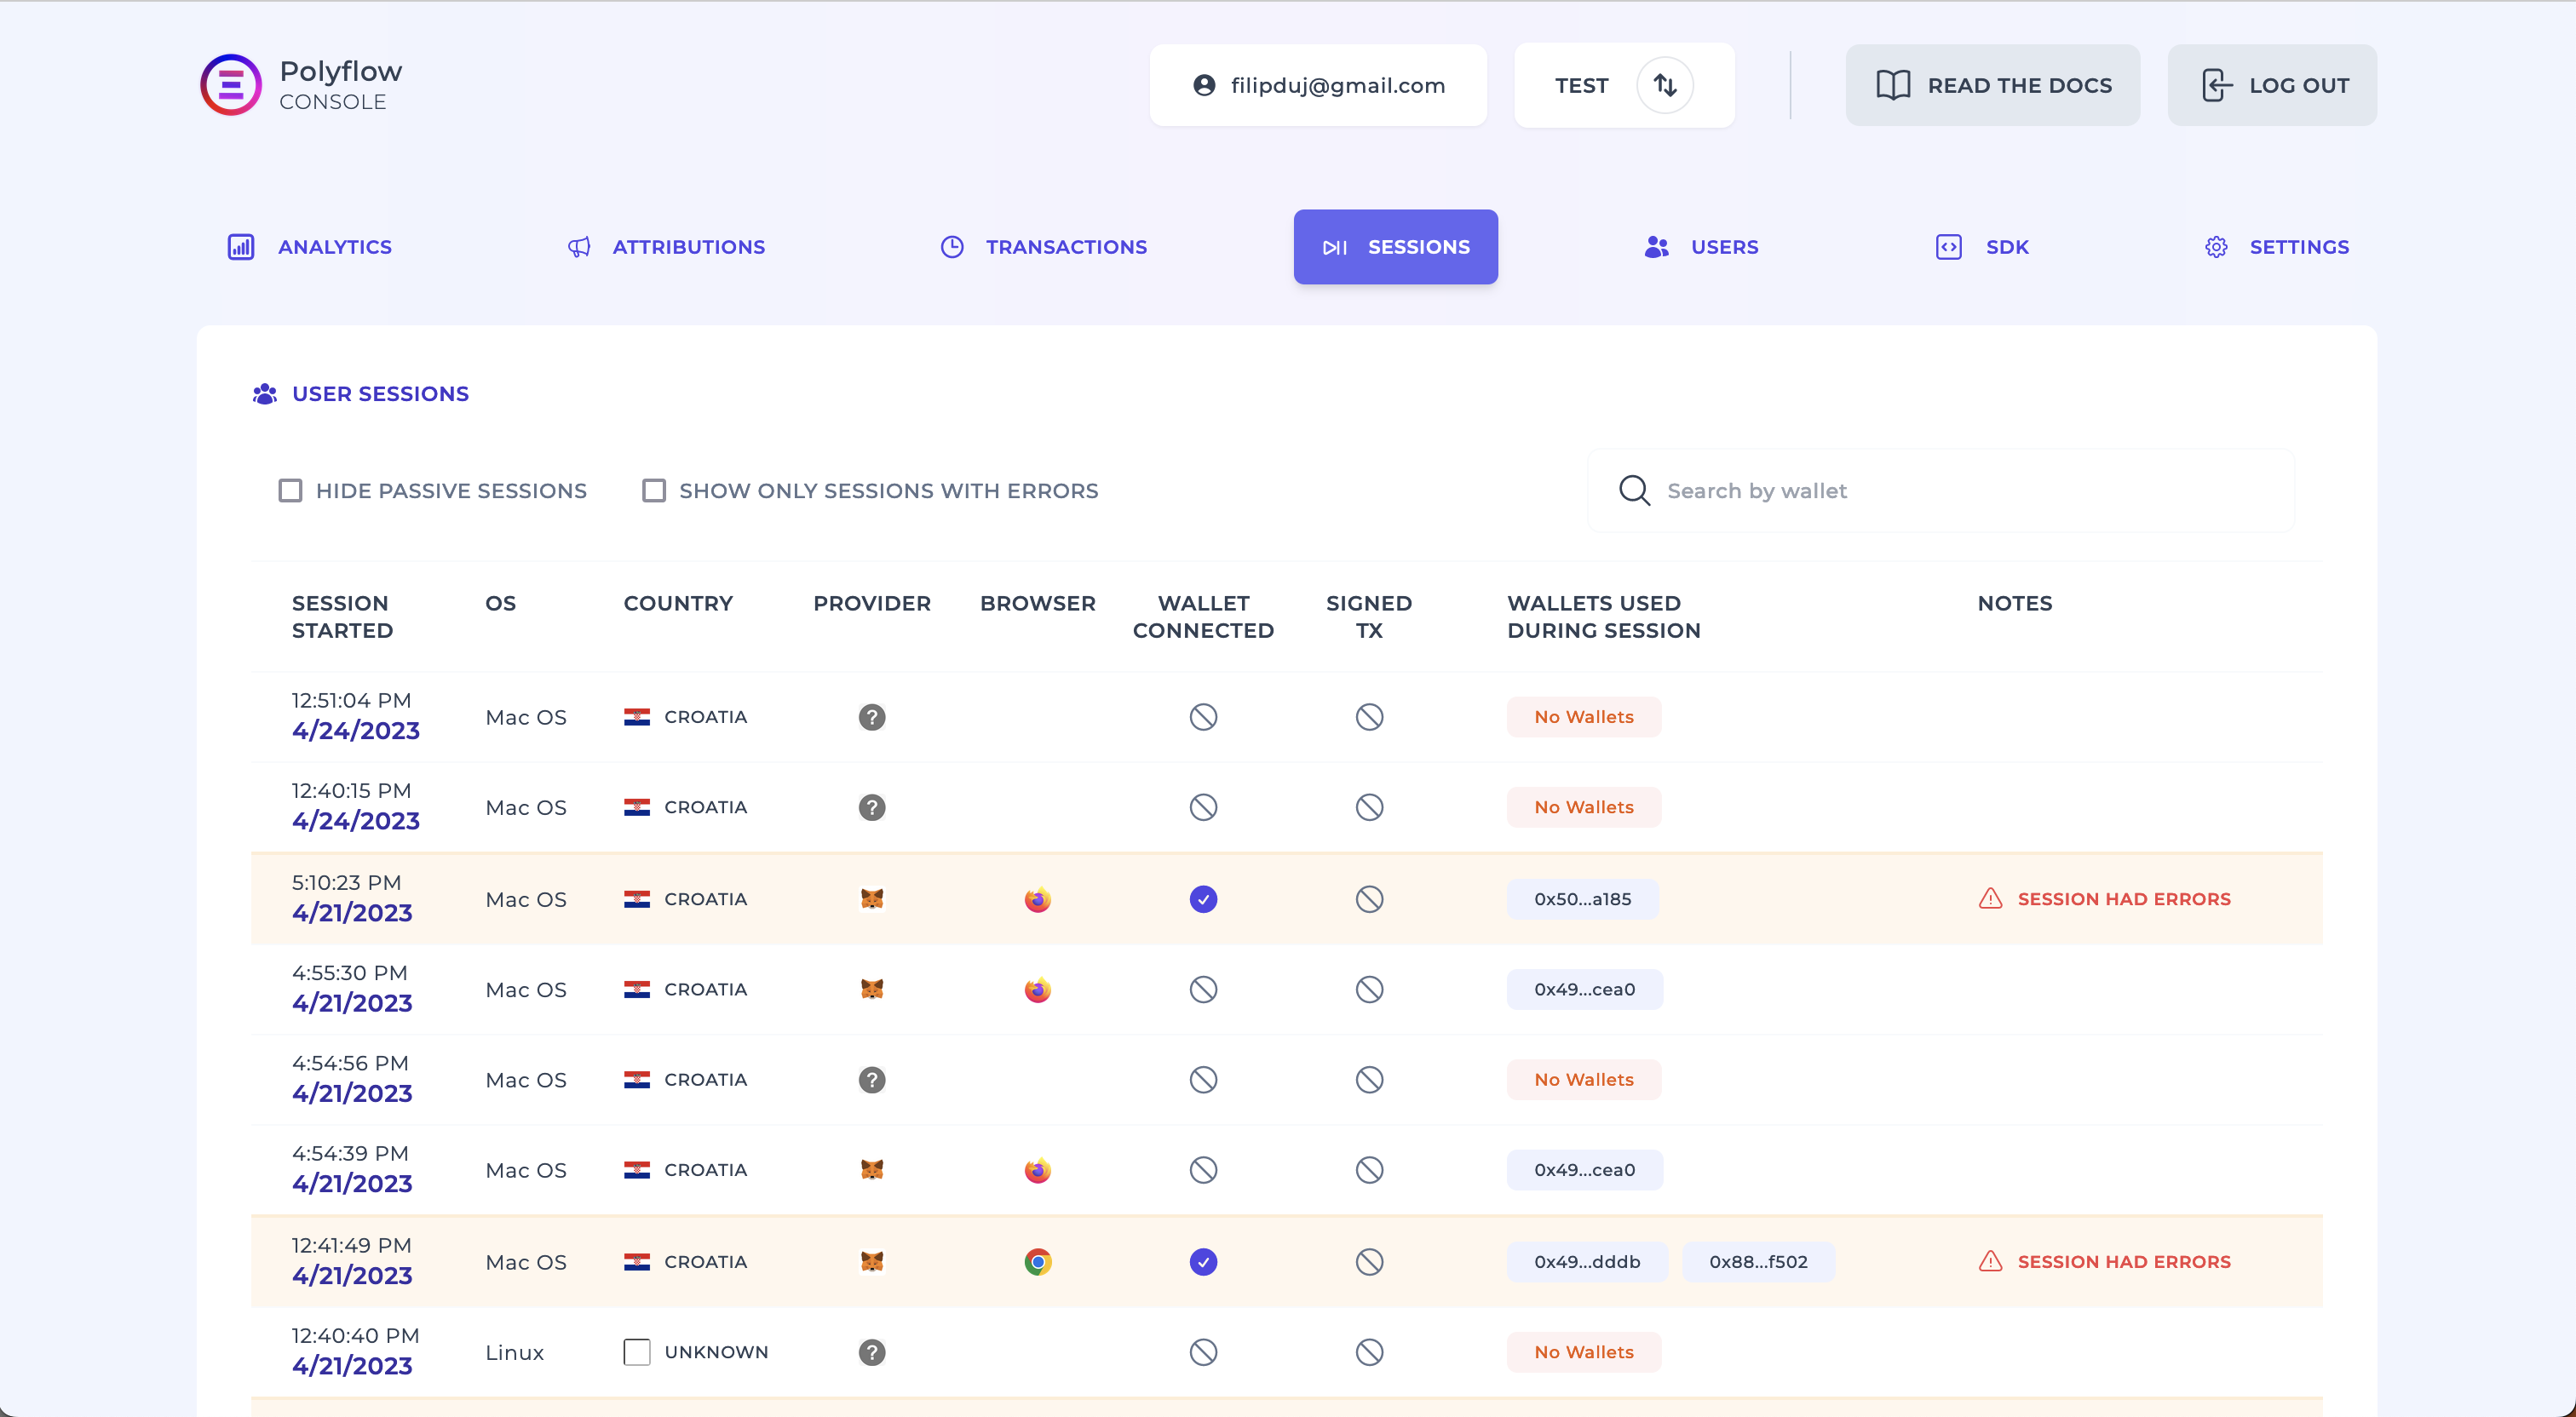 Polyflow
CONSOLE
filipduj@gmail.com
TEST
READ THE DOCS
LOG OUT
ANALYTICS
ATTRIBUTIONS
TRANSACTIONS
SESSIONS
USERS
SDK
SETTINGS
USER SESSIONS
HIDE PASSIVE SESSIONS
SHOW ONLY SESSIONS WITH ERRORS
Search by wallet
SESSION
STARTED
OS
COUNTRY
PROVIDER
BROWSER
WALLET
CONNECTED
SIGNED
TX
WALLETS USED
DURING SESSION
NOTES
12:51:04 PM
4/24/2023
Mac OS
CROATIA
?
No Wallets
12:40:15 PM
4/24/2023
Mac OS
CROATIA
?
No Wallets
5:10:23 PM
4/21/2023
Mac OS
CROATIA
0x50...a185
SESSION HAD ERRORS
4:55:30 PM
4/21/2023
Mac OS
CROATIA
0x49...cea0
4:54:56 PM
4/21/2023
Mac OS
CROATIA
?
No Wallets
4:54:39 PM
4/21/2023
Mac OS
CROATIA
0x49...cea0
12:41:49 PM
4/21/2023
Mac OS
CROATIA
0x49...dddb
0x88...f502
SESSION HAD ERRORS
12:40:40 PM
4/21/2023
Linux
UNKNOWN
?
No Wallets